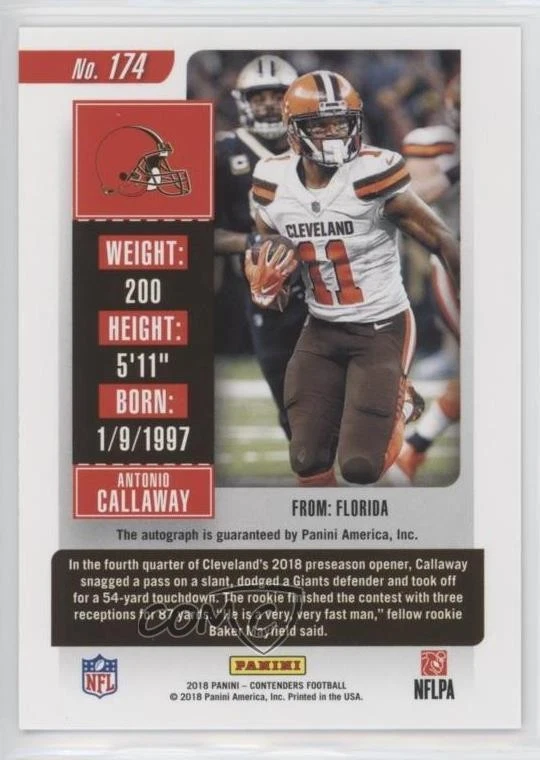 No. 174
CLEVELAND
11
11
WEIGHT:
200
HEIGHT:
5'11"
BORN:
1/9/1997
ANTONIO
CALLAWAY
FROM: FLORIDA
The autograph is guaranteed by Panini America, Inc.
In the fourth quarter of Cleveland's 2018 preseason opener, Callaway
snagged a pass on a slant, dodged a Giants defender and took off
for a 54-yard touchdown. The rookie finished the contest with three
receptions for 87 yards. "He is a very, very fast man," fellow rookie
Baker Mayfield said.
COMC
NFL
PANINI
NFLPA
2018 PANINI – CONTENDERS FOOTBALL
© 2018 Panini America, Inc. Printed in the USA.